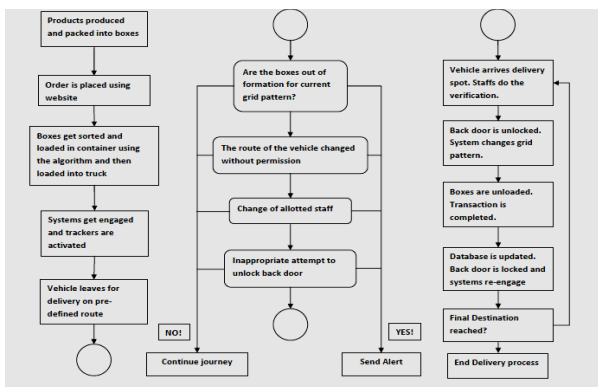 Products produced
and packed into boxes
Order is placed using
website
Boxes get sorted and
loaded in container using
the algorithm and then
loaded into truck
Systems get engaged
and trackers are
activated
Vehicle leaves for
delivery on pre-
defined route
Are the boxes out of
formation for current
grid pattern?
The route of the vehicle changed
without permission
Change of allotted staff
Inappropriate attempt to
unlock back door
NO!
YES!
Continue journey
Send Alert
Vehicle arrives delivery
spot. Staffs do the
verification.
Back door is unlocked.
System changes grid
pattern.
Boxes are unloaded.
Transaction is
completed.
Database is updated.
Back door is locked and
systems re-engage
Final Destination
reached?
End Delivery process